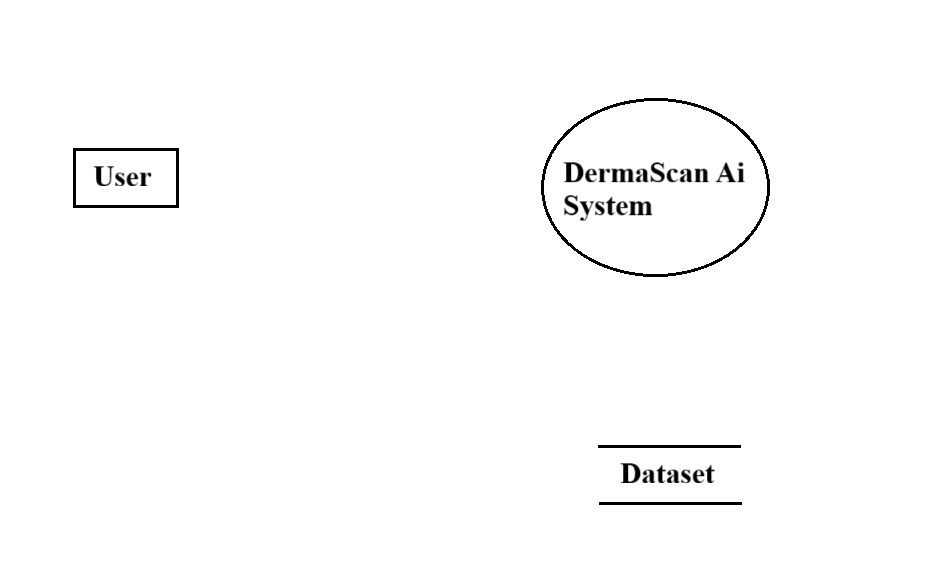 User
DermaScan Ai
System
Dataset